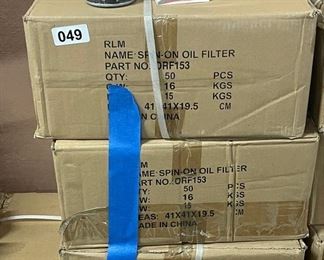 049
RLM
NAME: SPIN-ON OIL FILTER
PART NO.: ORF153
QTY: 50 PCS
16 KGS
15 KGS
41X41X19.5 CM
IN CHINA
RLM
NAME: SPIN-ON OIL FILTER
PART NO.: ORF153
QTY: 50 PCS
W: 16 KGS
W: 15 KGS
EAS: 41X41X19.5 CM
MADE IN CHINA